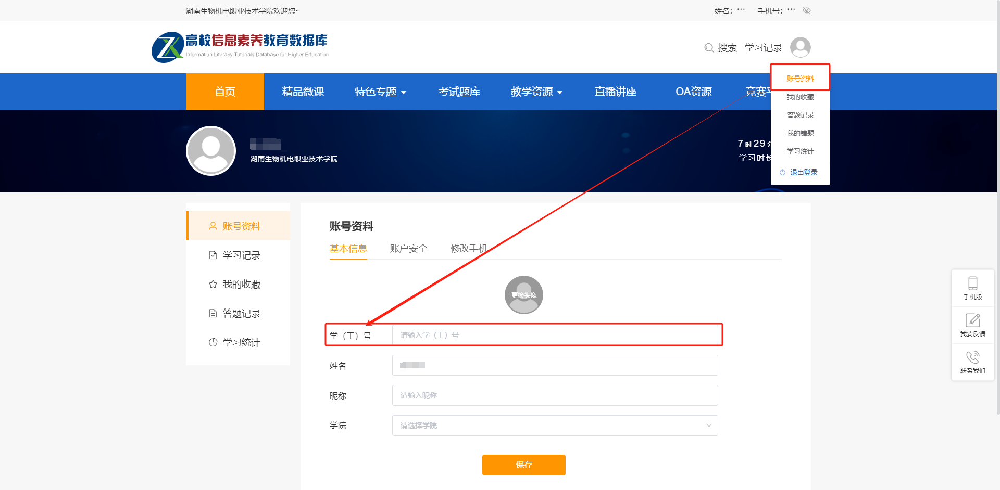 湖南生物机电职业技术学院欢迎您~
姓名：*** 手机号：***
高校信息素养教育数据库
Information Literacy Tutorials Database for Higher Education
搜索 学习记录
首页 精品微课 特色专题 考试题库 教学资源 直播讲座 OA资源 竞赛
账号资料
我的收藏
答题记录
我的错题
学习统计
退出登录
湖南生物机电职业技术学院
7时29分
学习时长
账号资料
学习记录
我的收藏
答题记录
学习统计
账号资料
基本信息 账户安全 修改手机
更换头像
学（工）号 请输入学（工）号
姓名
昵称 请输入昵称
学院 请选择学院
保存
手机版
我要反馈
联系我们